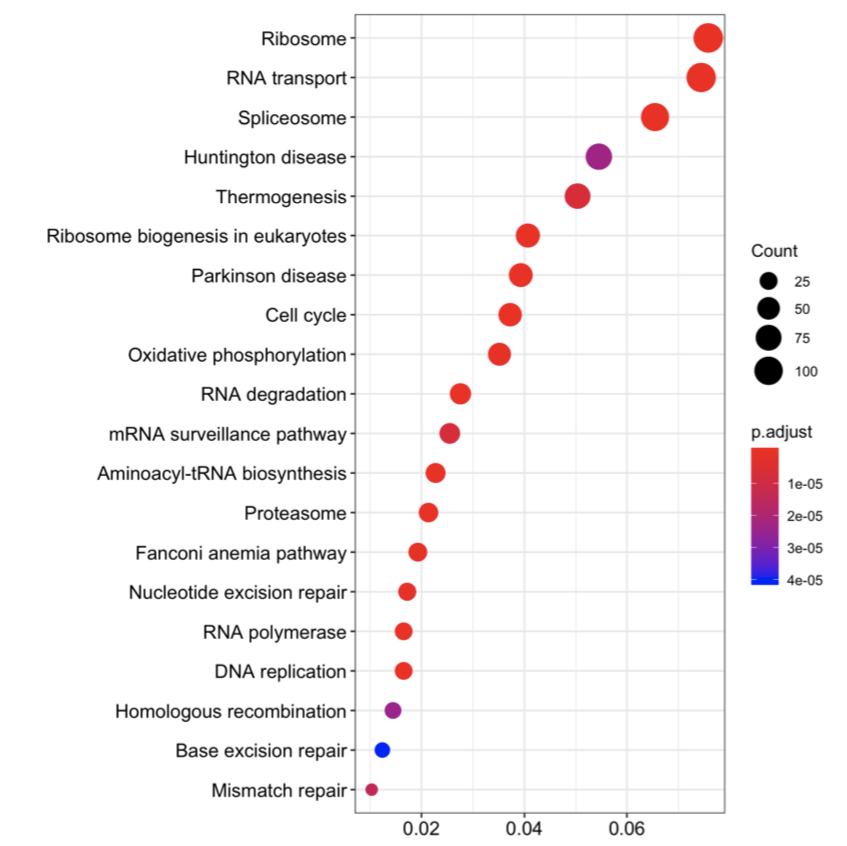 Ribosome
RNA transport
Spliceosome
Huntington disease
Thermogenesis
Ribosome biogenesis in eukaryotes
Parkinson disease
Cell cycle
Oxidative phosphorylation
RNA degradation
mRNA surveillance pathway
Aminoacyl-tRNA biosynthesis
Proteasome
Fanconi anemia pathway
Nucleotide excision repair
RNA polymerase
DNA replication
Homologous recombination
Base excision repair
Mismatch repair
0.02 0.04 0.06
Count
25
50
75
100
p.adjust
1e-05
2e-05
3e-05
4e-05